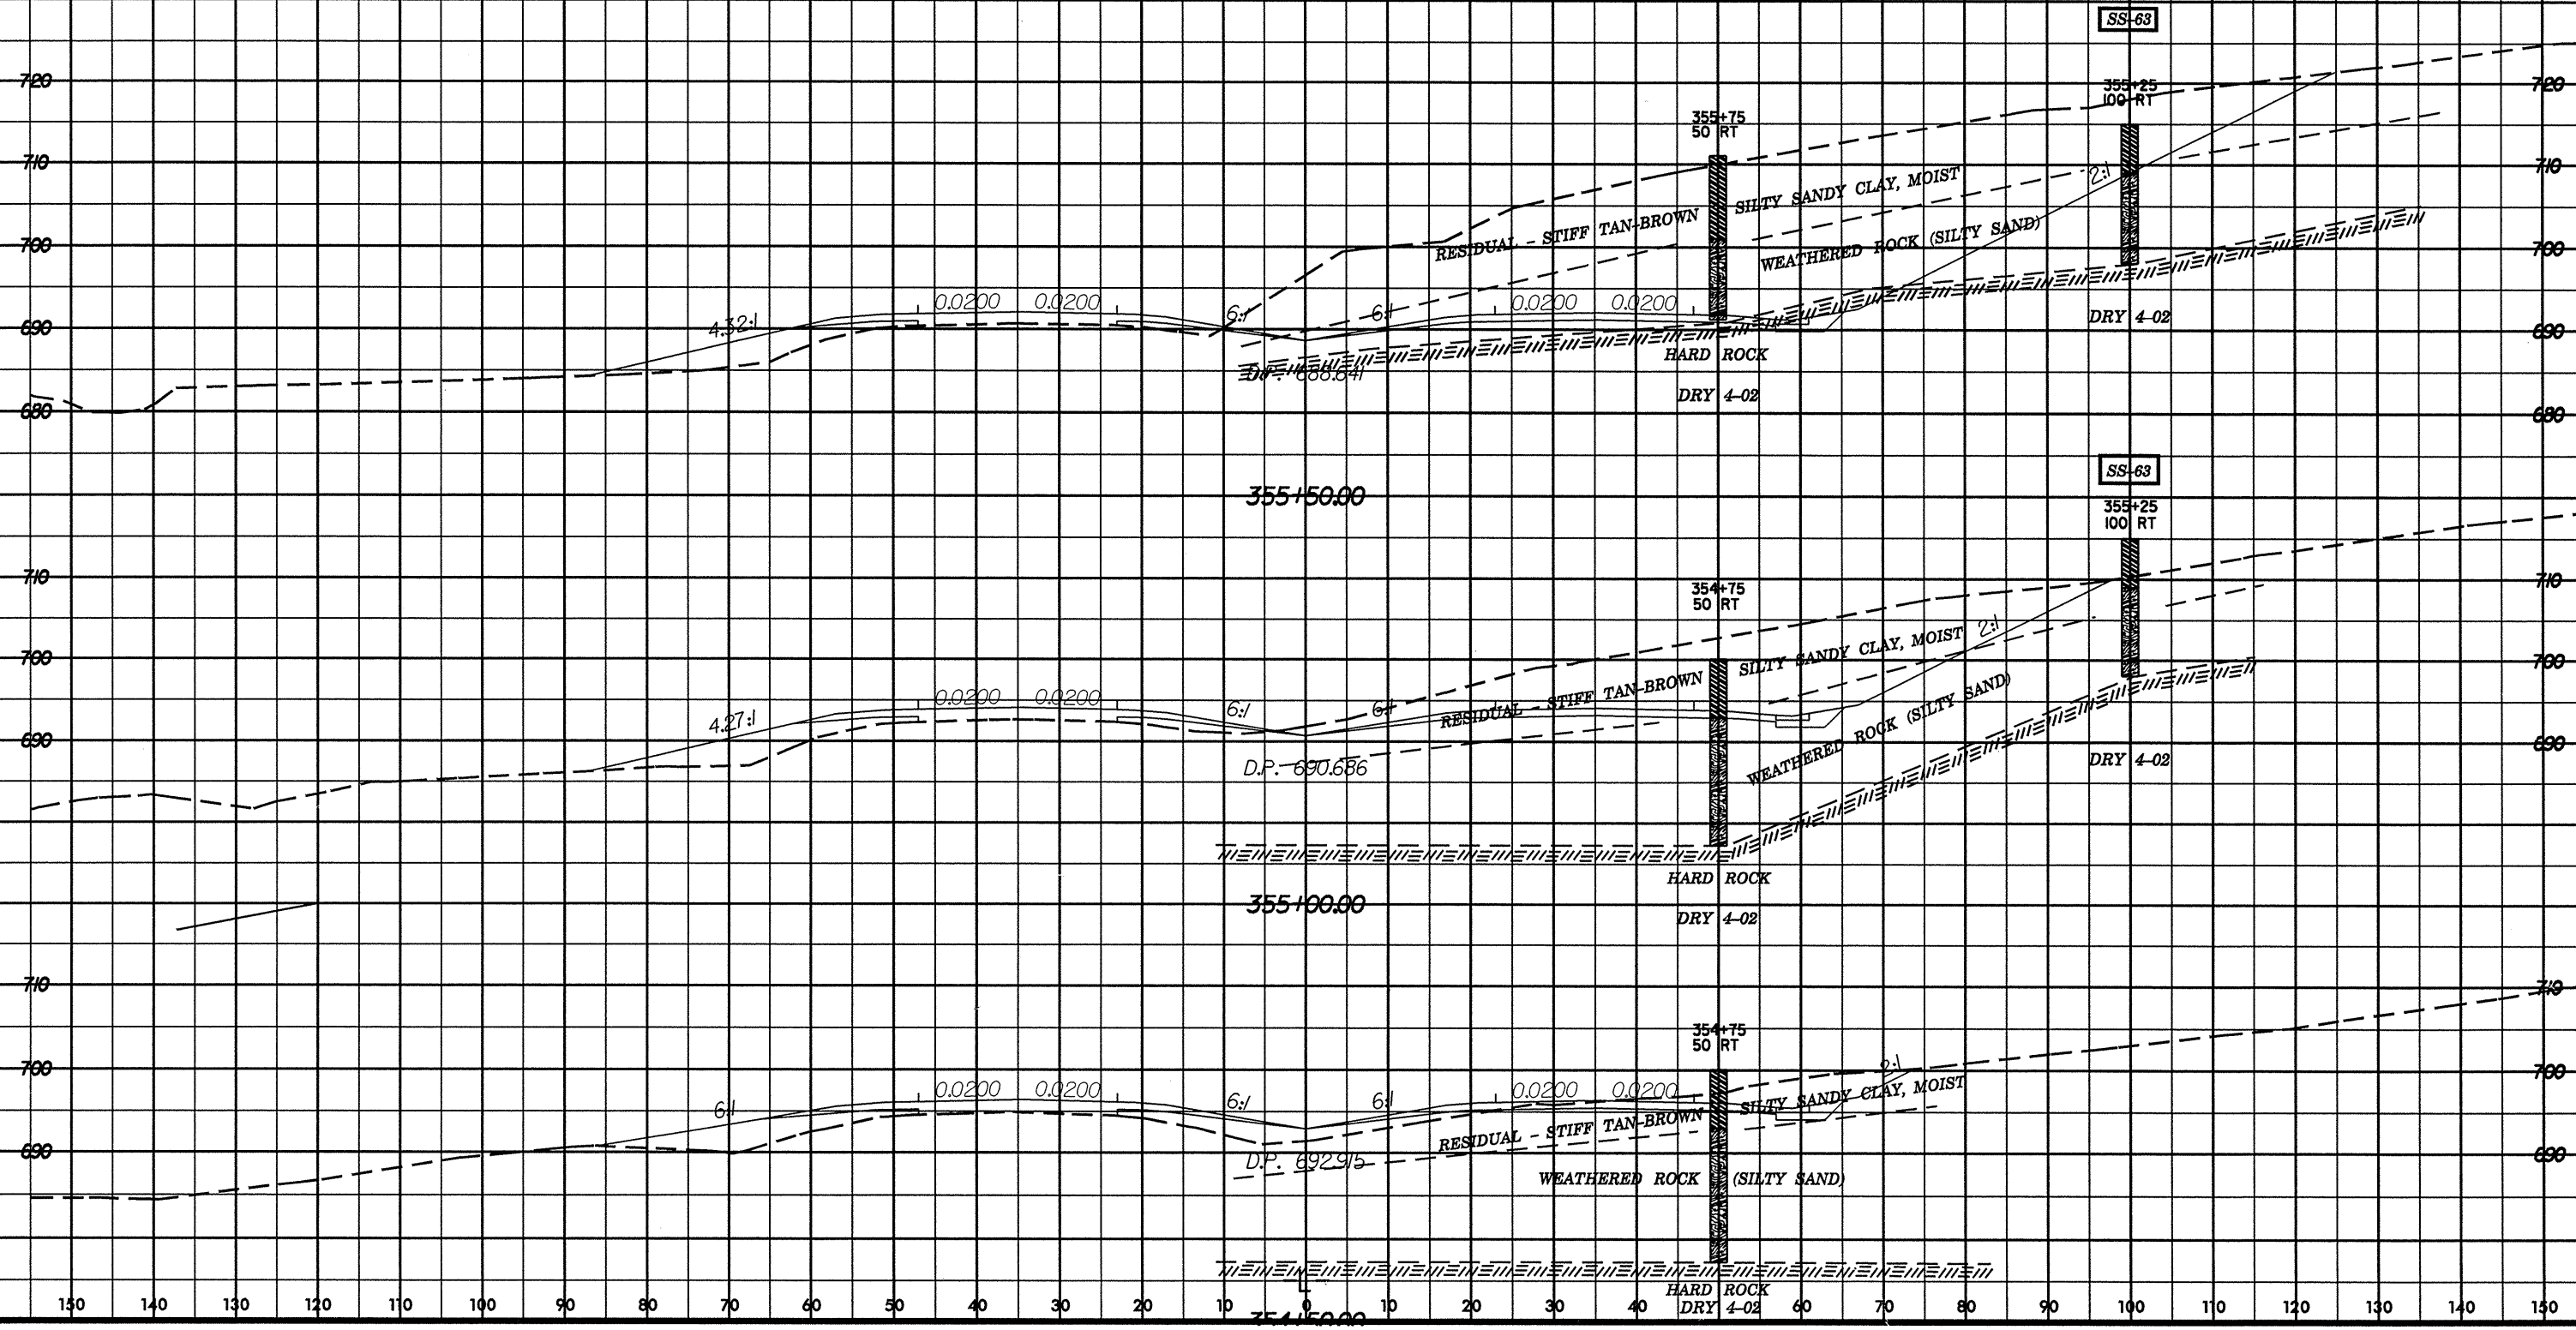 SS-63
720 720
355+25
100 RT
355+75
50 RT
710 710
2:1
SILTY SANDY CLAY, MOIST
RESIDUAL - STIFF TAN-BROWN
WEATHERED ROCK (SILTY SAND)
700 700
0.0200 0.0200 0.0200 0.0200
4.32:1 6:1 6:1
690 690
DRY 4-02
HARD ROCK
D.P. 688.641
DRY 4-02
680 680
SS-63
355+50.00
355+25
100 RT
710 710
354+75
50 RT
2:1
SILTY SANDY CLAY, MOIST
700 700
RESIDUAL - STIFF TAN-BROWN
WEATHERED ROCK (SILTY SAND)
0.0200 0.0200
4.27:1 6:1 6:1
690 690
DRY 4-02
D.P. 690.686
HARD ROCK
355+00.00
DRY 4-02
710 710
354+75
50 RT
700 700
2:1
0.0200 0.0200 0.0200 0.0200
6:1 6:1 6:1
SILTY SANDY CLAY, MOIST
RESIDUAL - STIFF TAN-BROWN
690 690
D.P. 692.915
WEATHERED ROCK (SILTY SAND)
L
HARD ROCK
150 140 130 120 110 100 90 80 70 60 50 40 30 20 10 0 10 20 30 40 DRY 4-02 60 70 80 90 100 110 120 130 140 150
354+50.00